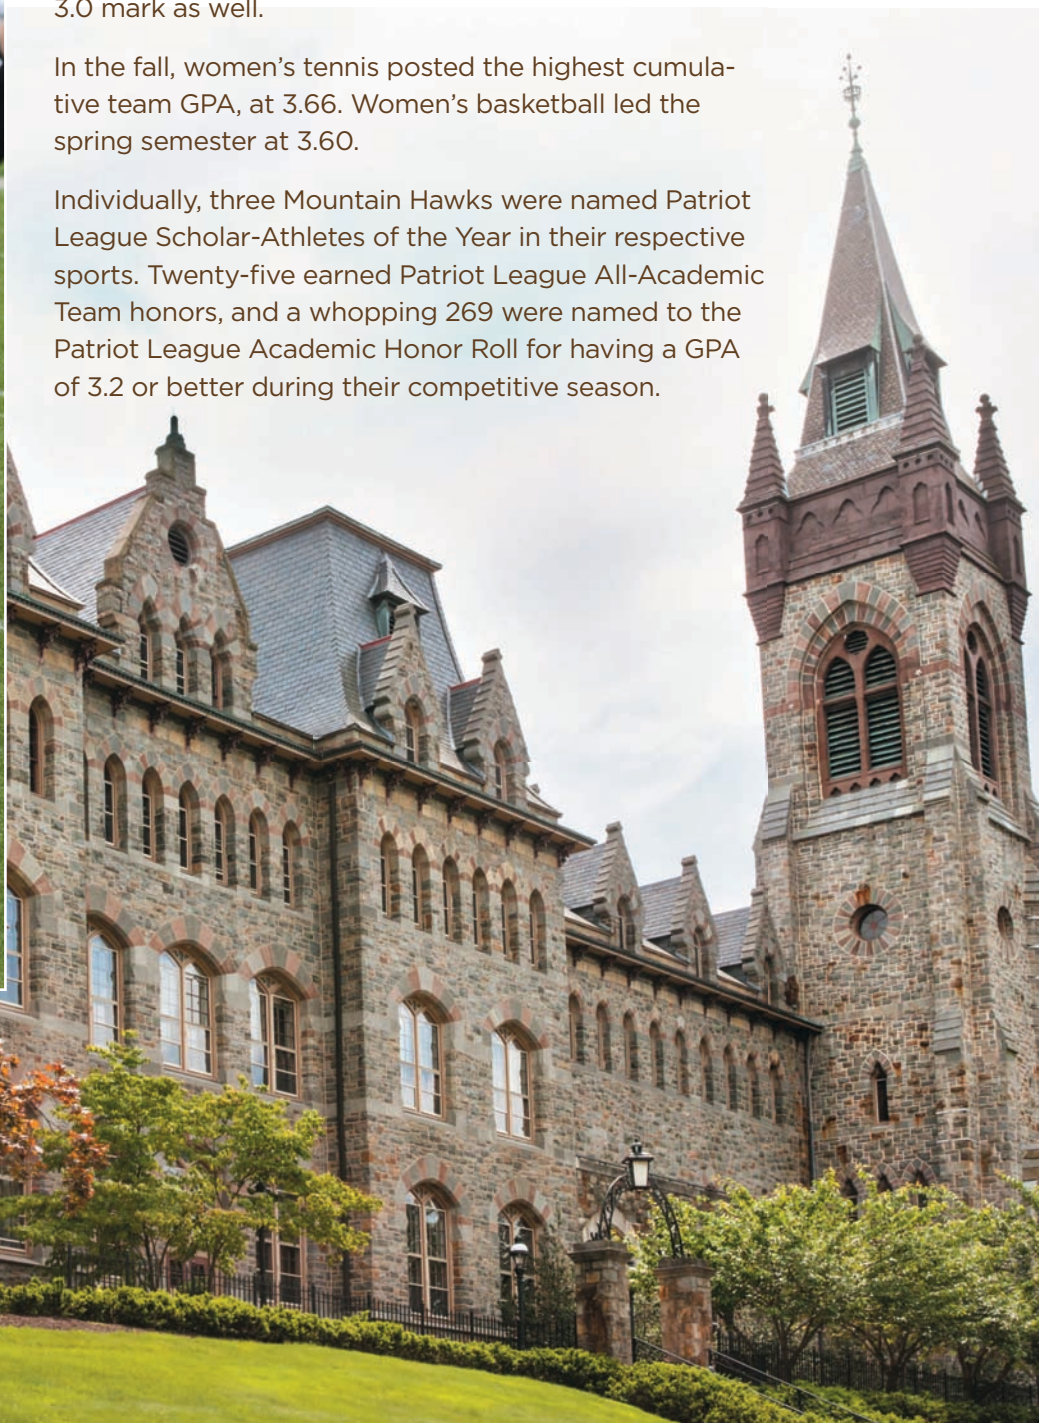 3.0 mark as well.
In the fall, women’s tennis posted the highest cumula-
tive team GPA, at 3.66. Women’s basketball led the
spring semester at 3.60.
Individually, three Mountain Hawks were named Patriot
League Scholar-Athletes of the Year in their respective
sports. Twenty-five earned Patriot League All-Academic
Team honors, and a whopping 269 were named to the
Patriot League Academic Honor Roll for having a GPA
of 3.2 or better during their competitive season.